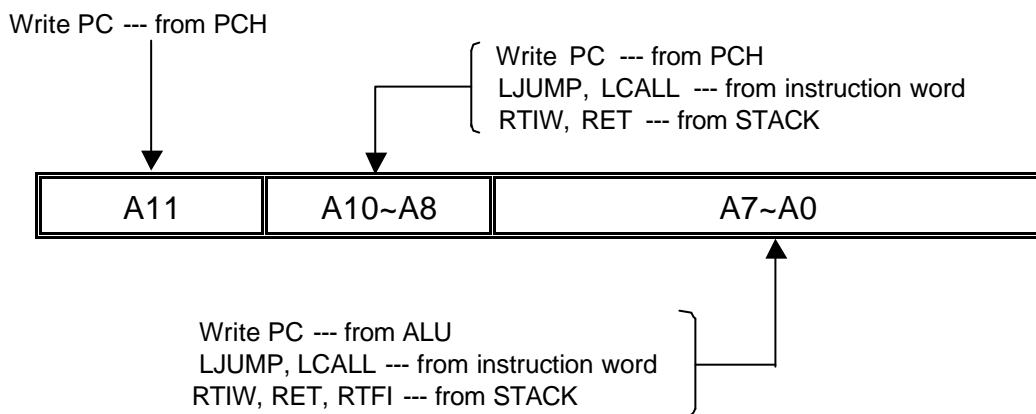 Write PC --- from PCH
Write PC --- from PCH
LJUMP, LCALL --- from instruction word
RTIW, RET --- from STACK
A11 A10~A8 A7~A0
Write PC --- from ALU
LJUMP, LCALL --- from instruction word
RTIW, RET, RTFI --- from STACK